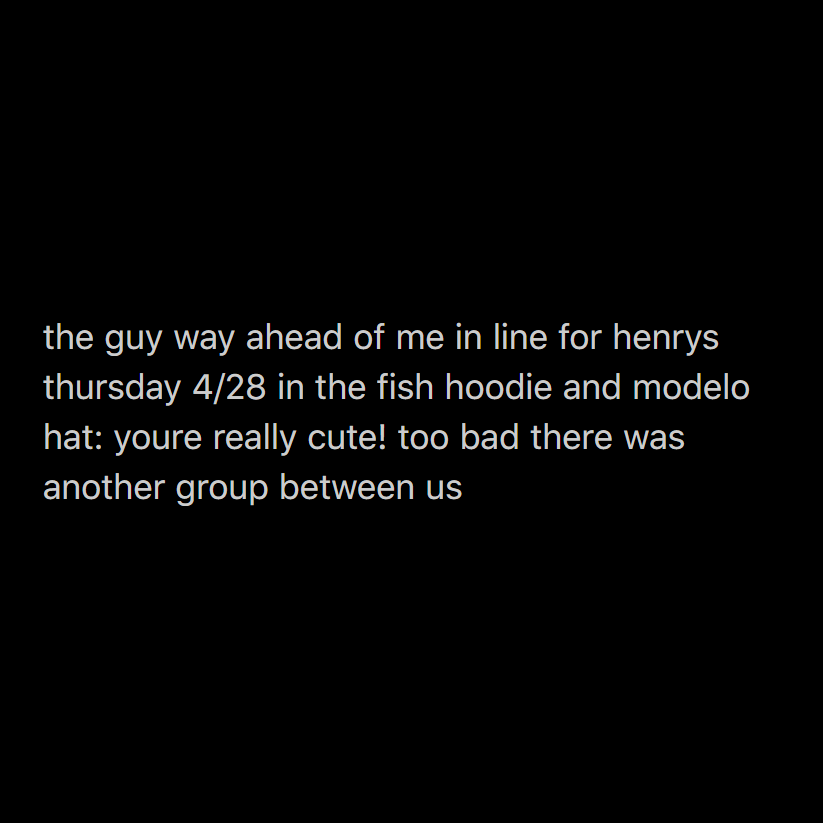 the guy way ahead of me in line for henrys
thursday 4/28 in the fish hoodie and modelo
hat: youre really cute! too bad there was
another group between us